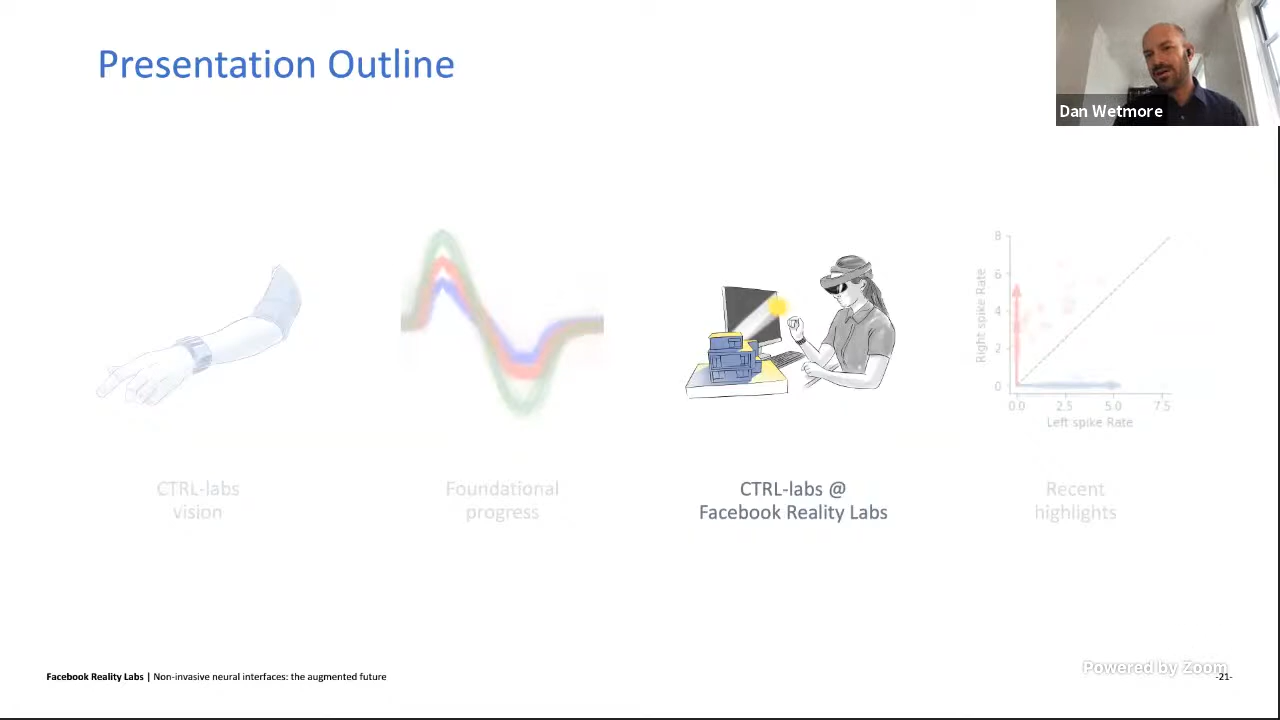 Presentation Outline
Dan Wetmore
8
6
4
2
0
Right spike Rate
0.0 2.5 5.0 7.5
Left spike Rate
CTRL-labs
vision
Foundational
progress
CTRL-labs @
Facebook Reality Labs
Recent
highlights
Facebook Reality Labs | Non-invasive neural interfaces: the augmented future
Powered by Zoom
-21-